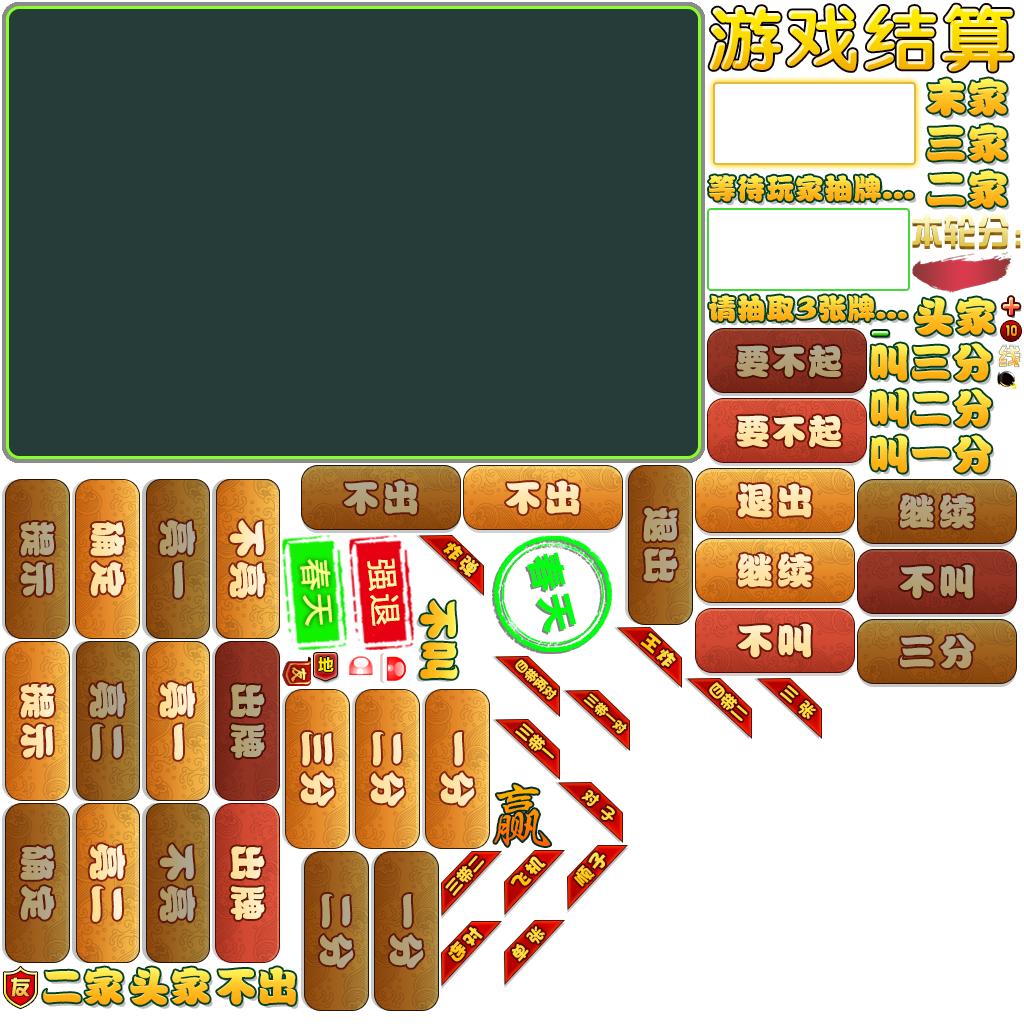 游戏结算
末家
三家
等待玩家抽牌...
二家
本轮分:
请抽取3张牌...
头家
+
10
线
-
要不起
叫三分
要不起
叫二分
叫一分
不出
不出
退出
退出
继续
提示
确定
亮一
不亮
春天
强退
炸弹
春天
继续
不叫
不叫
不叫
友
地
王炸
三分
提示
亮二
亮一
出牌
四带两对
三带一对
四带二
三张
三分
二分
一分
三带一
对子
赢
确定
亮二
不亮
出牌
二分
一分
三带二
飞机
顺子
连对
单张
友
二家
头家
不出